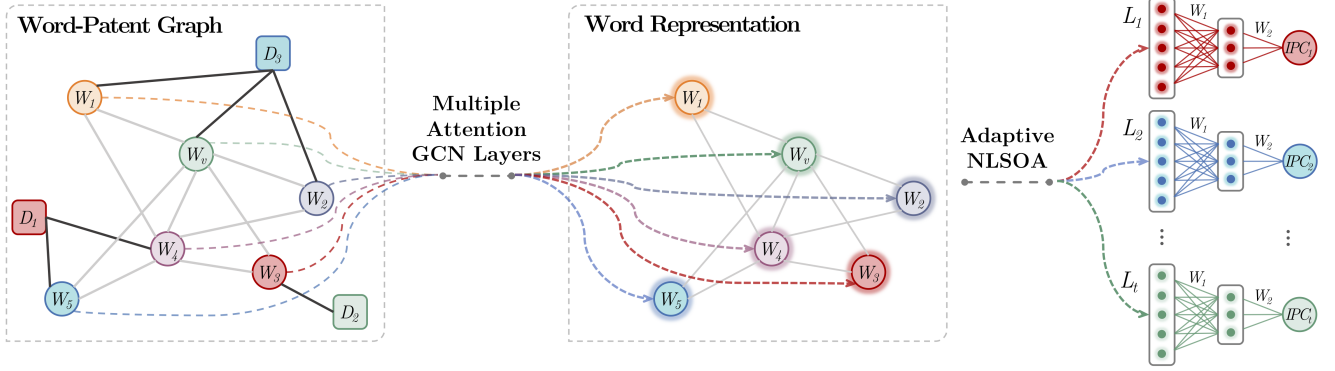 Word-Patent Graph
D3
W1
Wv
W2
D1
W4
W3
W5
D2
Multiple
Attention
GCN Layers
Word Representation
W1
Wv
W2
W4
W3
W5
Adaptive
NLSOA
L1
W1
W2
IPC1
L2
W1
W2
IPC2
Lt
W1
W2
IPCt